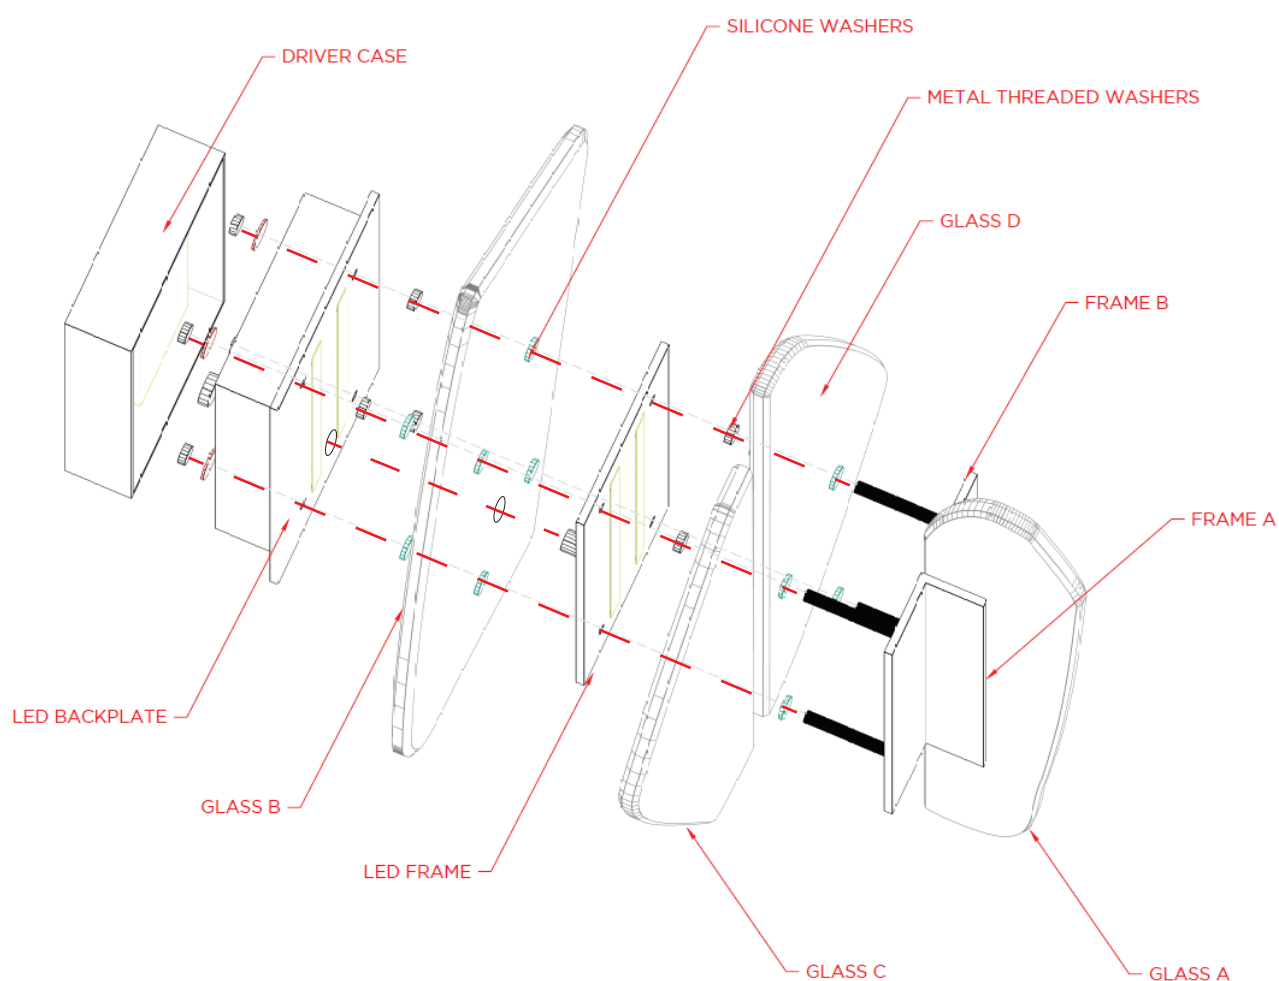 SILICONE WASHERS
DRIVER CASE
METAL THREADED WASHERS
GLASS D
FRAME B
FRAME A
LED BACKPLATE
GLASS B
LED FRAME
GLASS C
GLASS A